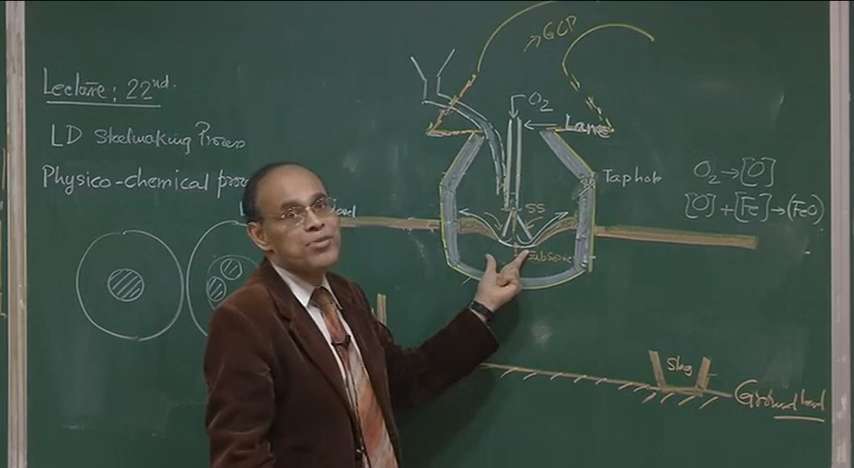 Lecture: 22nd.
LD Steelmaking Process
Physico-chemical
GCP
O2
Lance
Taphole
SS
Subsonic
O2→[O]
[O]+[Fe]→(FeO)
Slag
Ground level